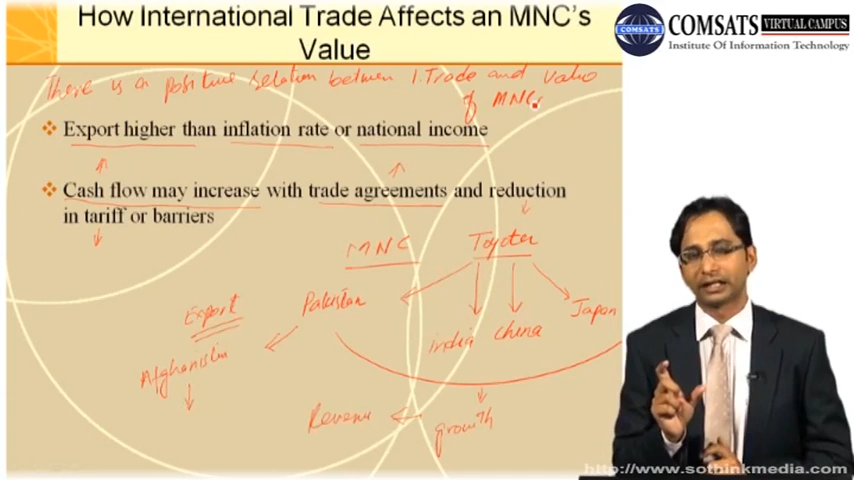 How International Trade Affects an MNC's
Value
COMSATS VIRTUAL CAMPUS
Institute Of Information Technology
There is a positive relation between I.Trade and value
of MNCs
Export higher than inflation rate or national income
Cash flow may increase with trade agreements and reduction
in tariff or barriers
MNC Toyota
Export Pakistan india China Japan
Afghanistan
Revenue growth
http://www.sothinkmedia.com